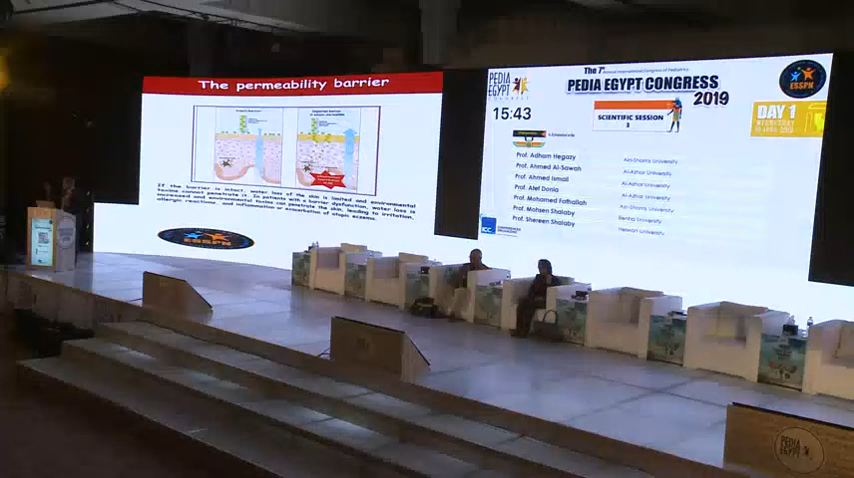 The permeability barrier
If the barrier is intact, water loss of the skin is limited and environmental
toxins cannot penetrate it. In patients with a barrier dysfunction, water loss is
increased and environmental toxins can penetrate the skin, leading to irritation,
allergic reaction, and inflammation or exacerbation of atopic eczema.
ESSPN
PEDIA
EGYPT
CONGRESS
The 7th Annual International Congress of Pediatric
PEDIA EGYPT CONGRESS
2019
15:43
SCIENTIFIC SESSION
3
ESSPN
DAY 1
WEDNESDAY
Prof. Adham Hegazy Ain-Shams University
Prof. Ahmed Al-Sawah Al-Azhar University
Prof. Ahmed Ismail Al-Azhar University
Prof. Atef Donia Al-Azhar University
Prof. Mohamed Fathallah Ain-Shams University
Prof. Mohsen Shalaby Benha University
Prof. Shereen Shalaby Helwan University
ICC
PEDIA
EGYPT